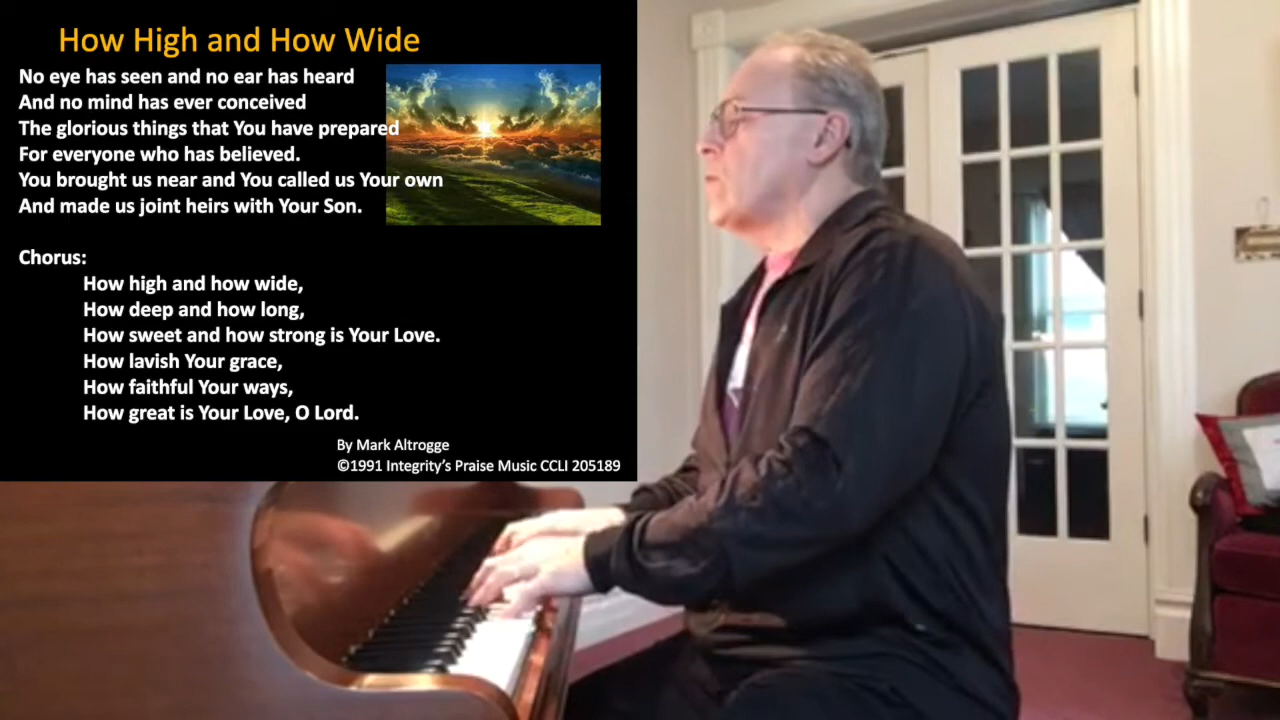 How High and How Wide
No eye has seen and no ear has heard
And no mind has ever conceived
The glorious things that You have prepared
For everyone who has believed.
You brought us near and You called us Your own
And made us joint heirs with Your Son.
Chorus:
How high and how wide,
How deep and how long,
How sweet and how strong is Your Love.
How lavish Your grace,
How faithful Your ways,
How great is Your Love, O Lord.
By Mark Altrogge
©1991 Integrity’s Praise Music CCLI 205189